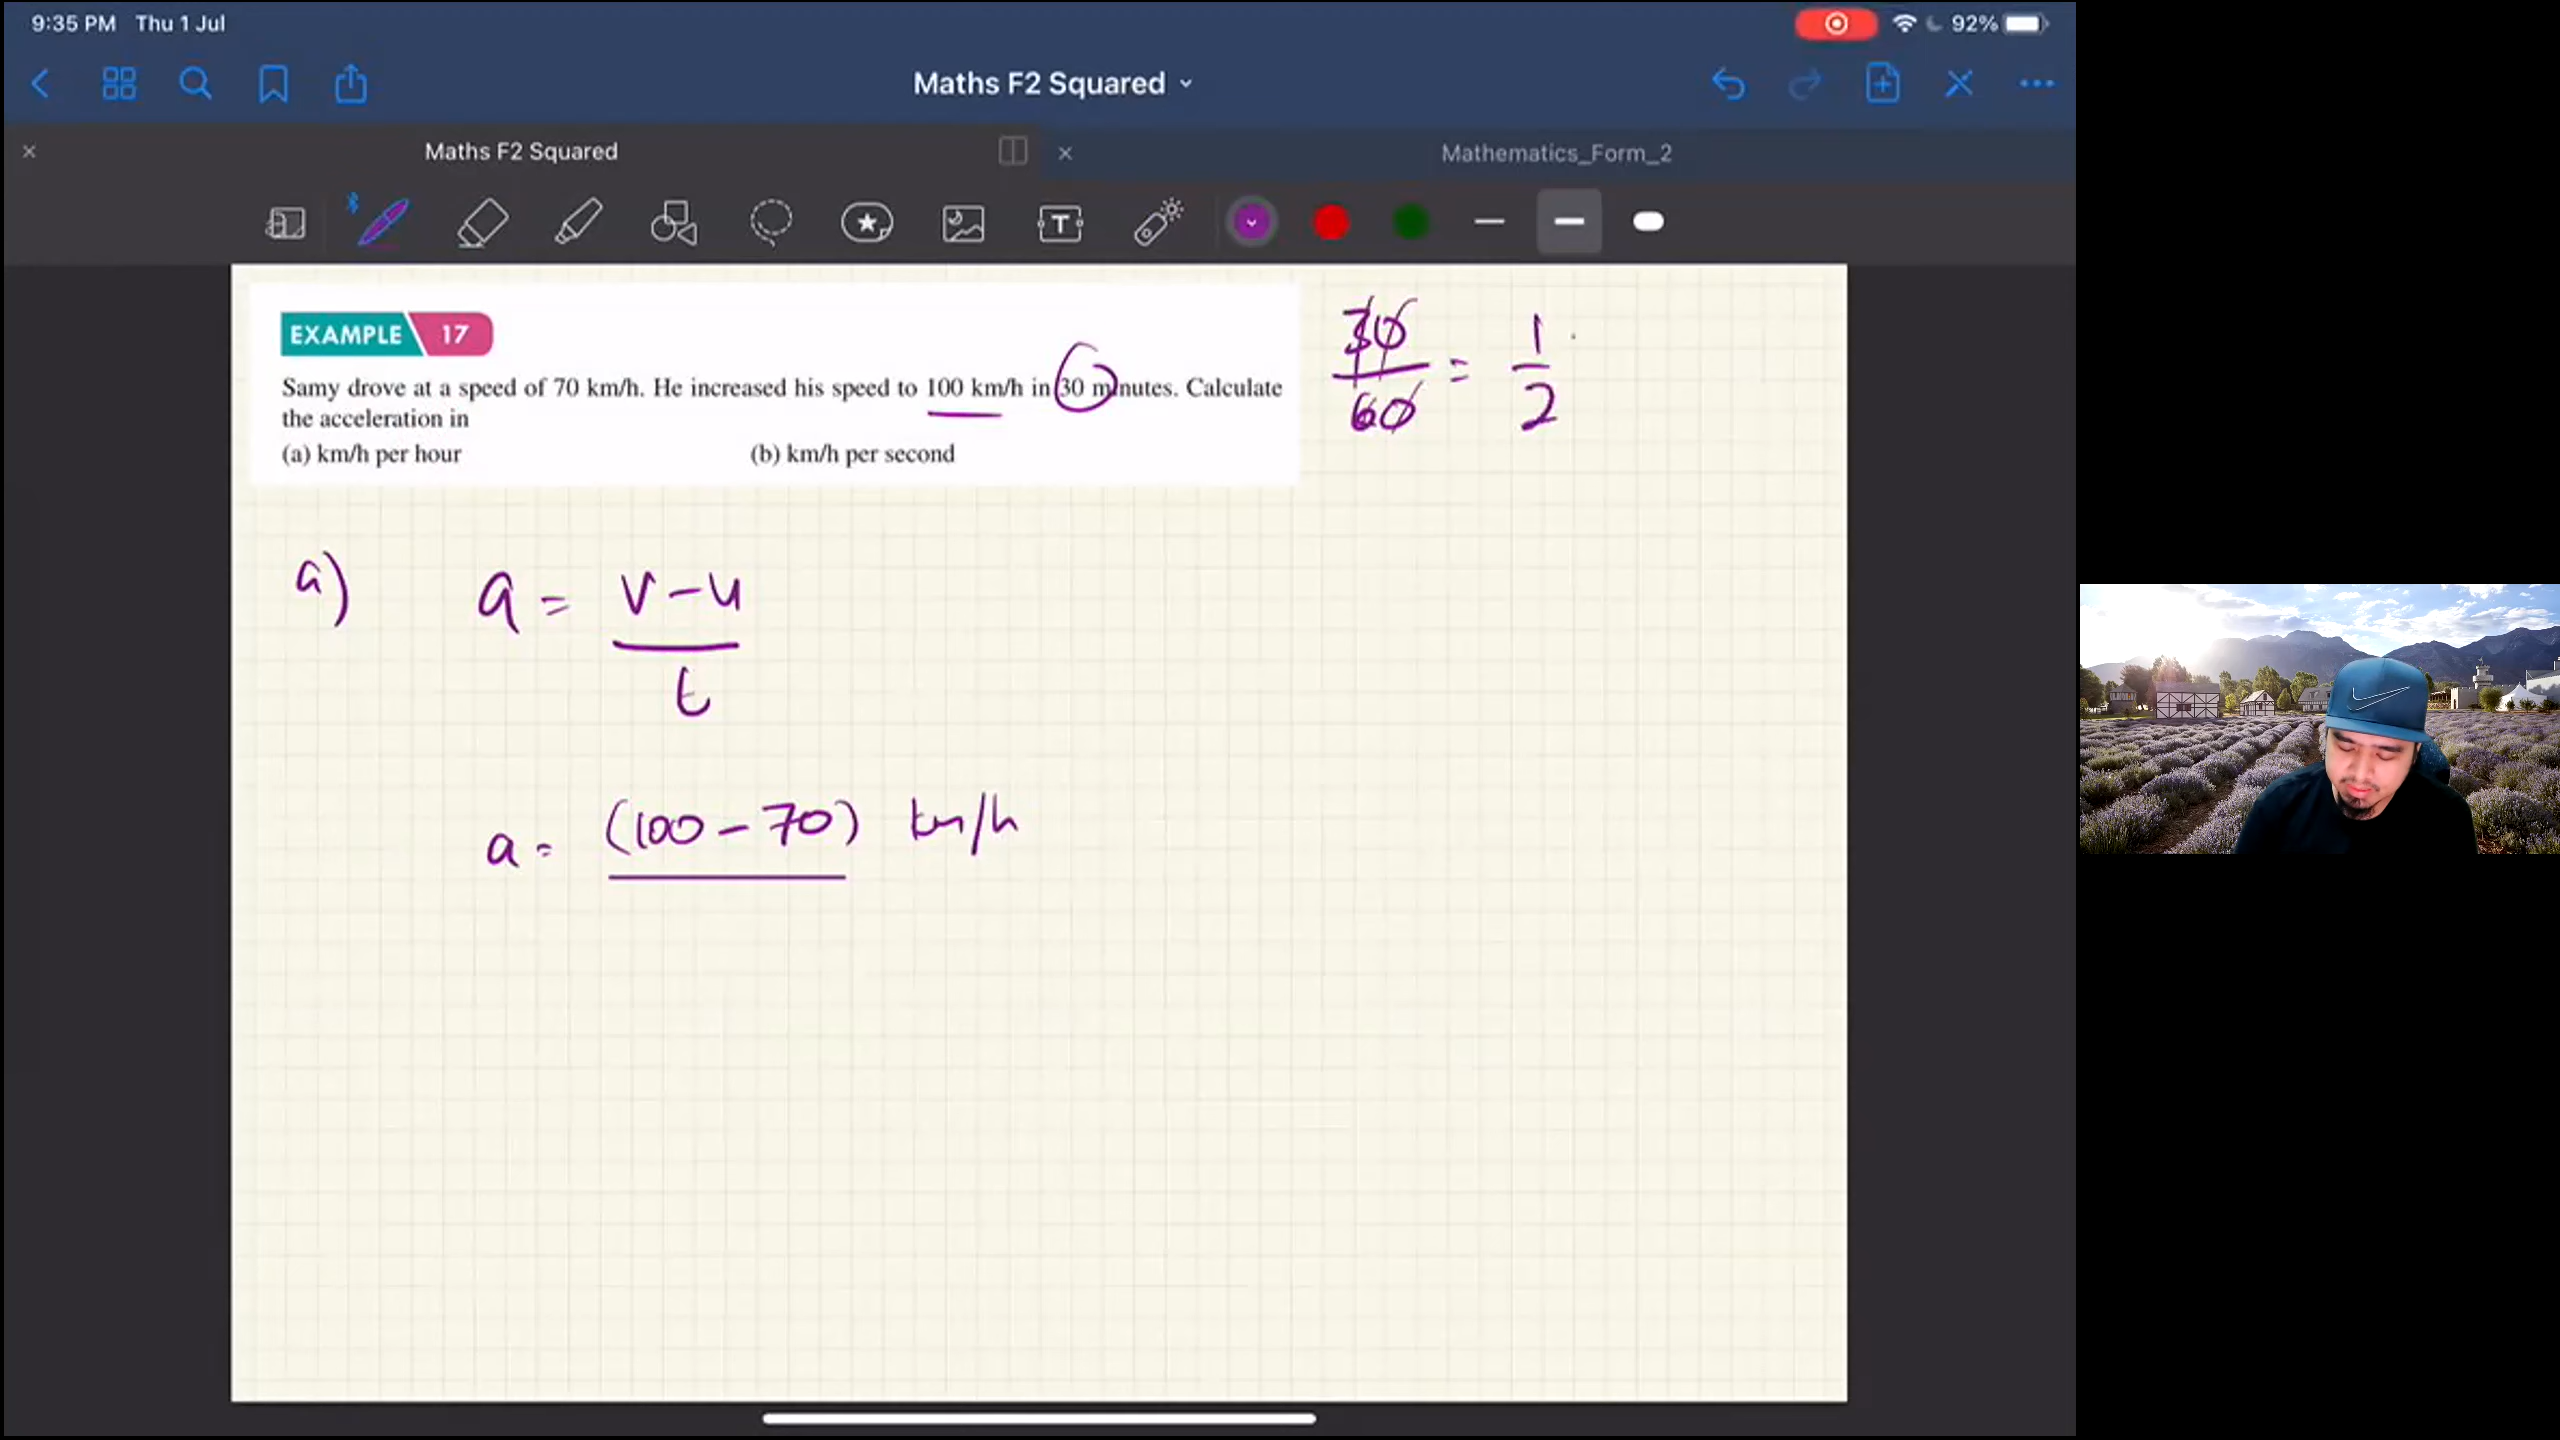 9:35 PM Thu 1 Jul 92%
Maths F2 Squared
Maths F2 Squared
Mathematics_Form_2
T
EXAMPLE 17
Samy drove at a speed of 70 km/h. He increased his speed to 100 km/h in 30 minutes. Calculate
the acceleration in
(a) km/h per hour (b) km/h per second
30/60 = 1/2
a) a = v-u/t
a = (100-70) km/h